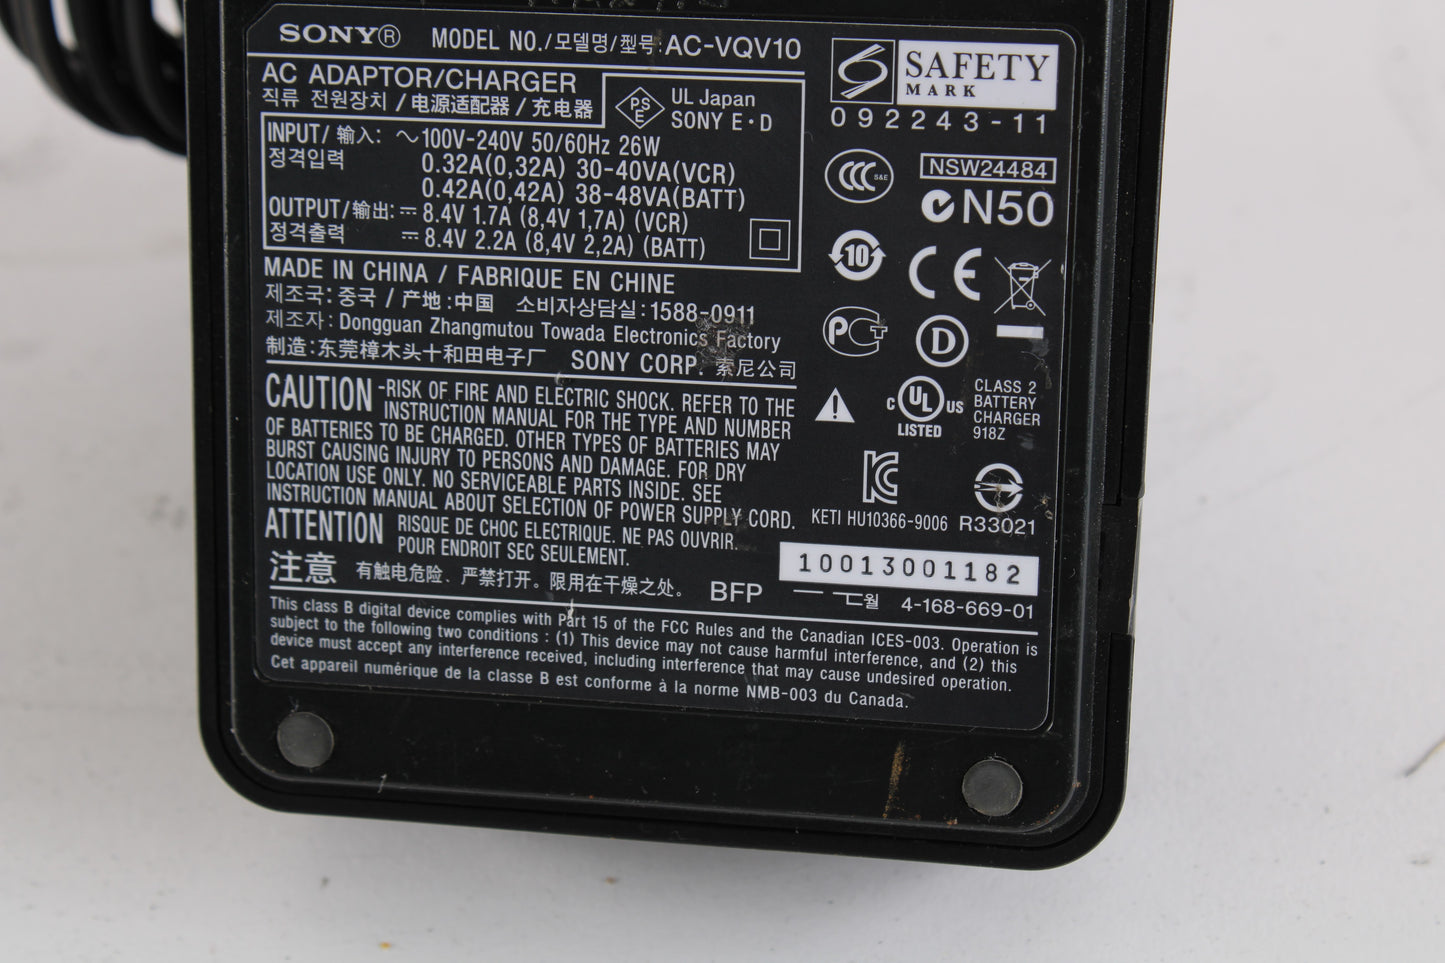 SONY® MODEL NO./모델명/型号:AC-VQV10
AC ADAPTOR/CHARGER
직류 전원장치 / 电源适配器 / 充电器
PS E
UL Japan
SONY E・D
INPUT/ 输入: ～100V-240V 50/60Hz 26W
정격입력 0.32A(0,32A) 30-40VA(VCR)
0.42A(0,42A) 38-48VA(BATT)
OUTPUT/输出: ⎓ 8.4V 1.7A (8,4V 1,7A) (VCR)
정격출력 ⎓ 8.4V 2.2A (8,4V 2,2A) (BATT)
MADE IN CHINA / FABRIQUE EN CHINE
제조국: 중국 / 产地:中国 소비자상담실:1588-0911
제조자: Dongguan Zhangmutou Towada Electronics Factory
制造:东莞樟木头十和田电子厂 SONY CORP. 索尼公司
CAUTION -RISK OF FIRE AND ELECTRIC SHOCK. REFER TO THE
INSTRUCTION MANUAL FOR THE TYPE AND NUMBER
OF BATTERIES TO BE CHARGED. OTHER TYPES OF BATTERIES MAY
BURST CAUSING INJURY TO PERSONS AND DAMAGE. FOR DRY
LOCATION USE ONLY. NO SERVICEABLE PARTS INSIDE. SEE
INSTRUCTION MANUAL ABOUT SELECTION OF POWER SUPPLY CORD.
ATTENTION RISQUE DE CHOC ELECTRIQUE. NE PAS OUVRIR.
POUR ENDROIT SEC SEULEMENT.
注意 有触电危险. 严禁打开。限用在干燥之处。 BFP
SAFETY
MARK
092243-11
CCC S&E
NSW24484
N50
10
CE
PCT
D
c UL US
LISTED
CLASS 2
BATTERY
CHARGER
918Z
KETI HU10366-9006 R33021
10013001182
월 4-168-669-01
This class B digital device complies with Part 15 of the FCC Rules and the Canadian ICES-003. Operation is
subject to the following two conditions : (1) This device may not cause harmful interference, and (2) this
device must accept any interference received, including interference that may cause undesired operation.
Cet appareil numérique de la classe B est conforme à la norme NMB-003 du Canada.